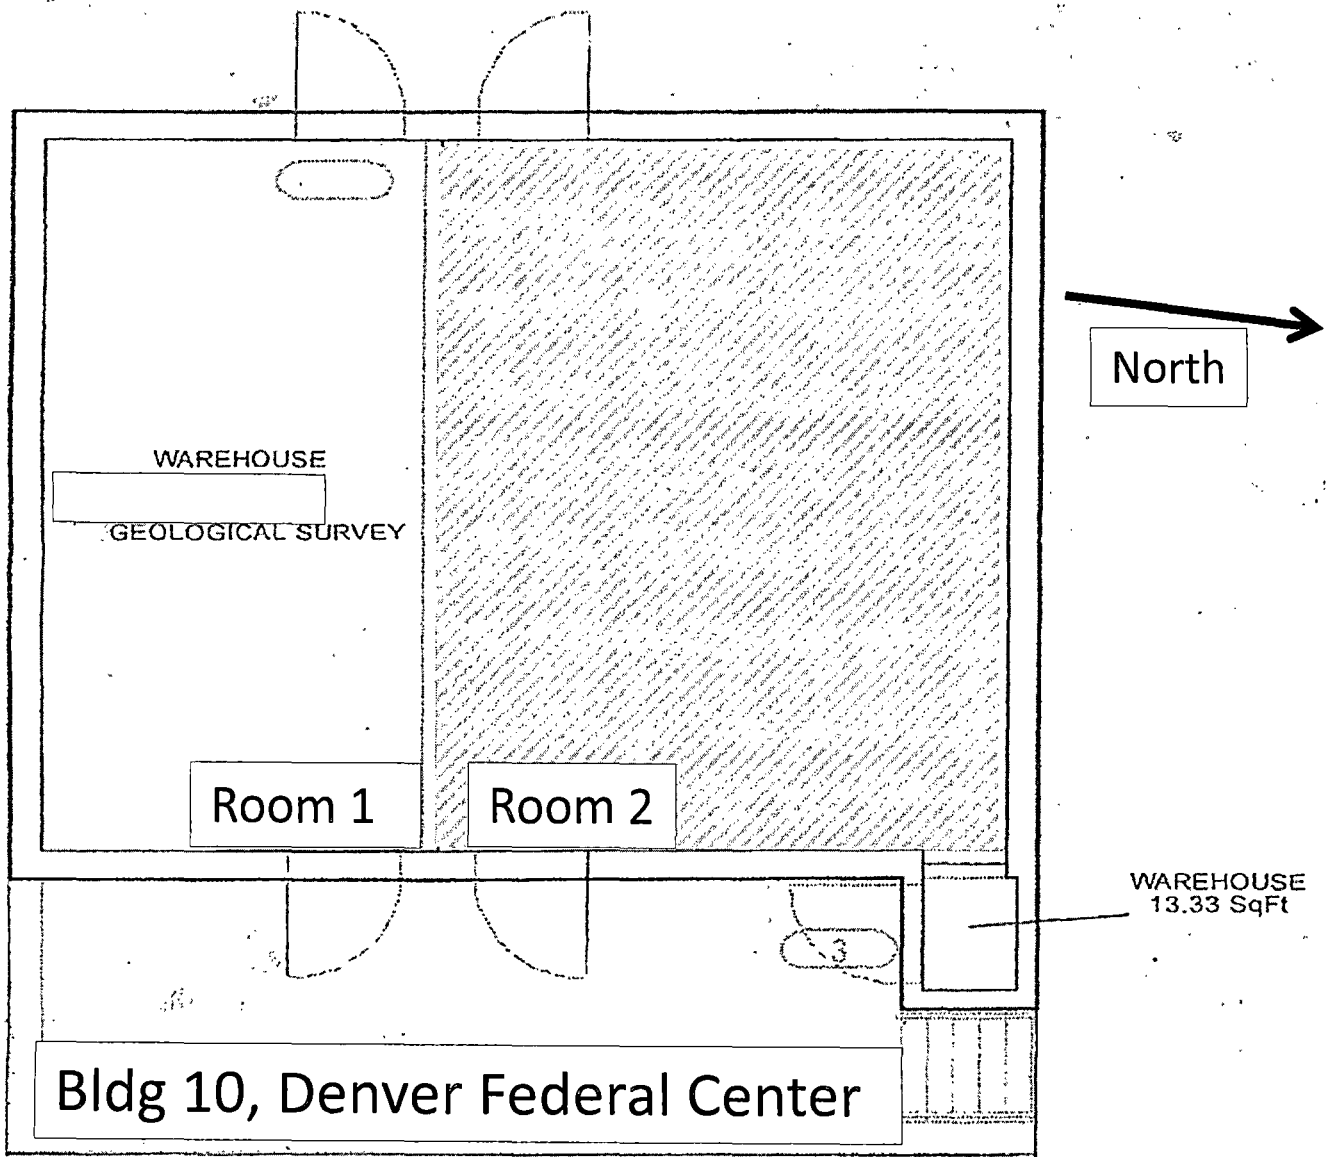 North
WAREHOUSE
GEOLOGICAL SURVEY
Room 1
Room 2
WAREHOUSE
13.33 SqFt
3
Bldg 10, Denver Federal Center